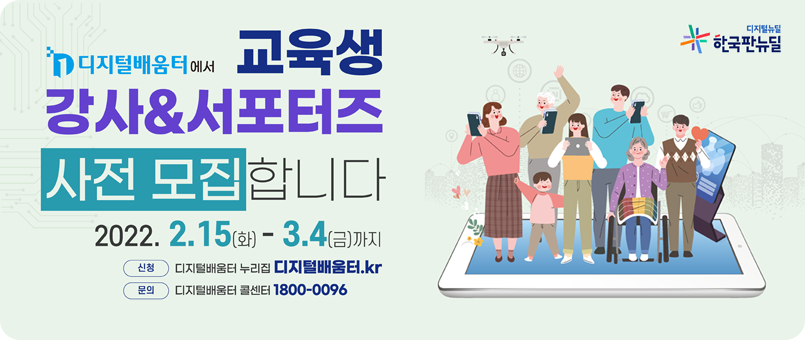 디지털배움터에서 교육생
강사&서포터즈
사전 모집합니다
2022. 2.15(화) - 3.4(금)까지
신청 디지털배움터 누리집 디지털배움터.kr
문의 디지털배움터 콜센터 1800-0096
디지털뉴딜
한국판뉴딜